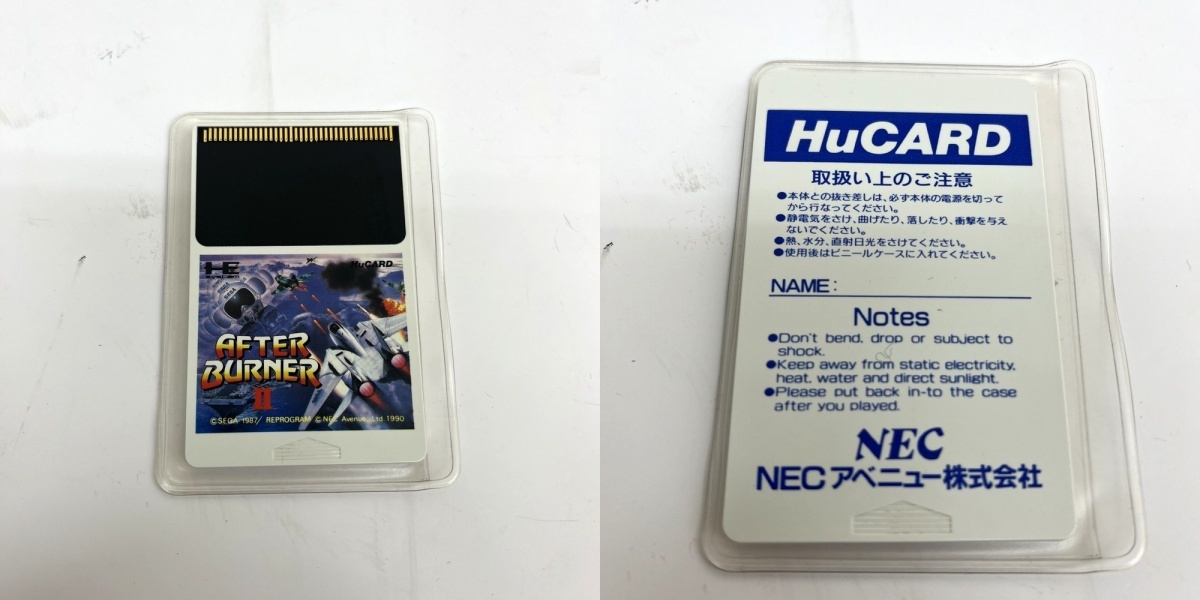 HuCARD
SEGA
AFTER
BURNER
II
©SEGA 1987/ REPROGRAM ©NEC Avenue, Ltd 1990
HuCARD
取扱い上のご注意
●本体との抜き差しは、必ず本体の電源を切って
から行なってください。
●静電気をさけ、曲げたり、落したり、衝撃を与え
ないでください。
●熱、水分、直射日光をさけてください。
●使用後はビニールケースに入れてください。
NAME:
Notes
●Don't bend, drop or subject to
shock.
●Keep away from static electricity,
heat, water and direct sunlight.
●Please put back in-to the case
after you played.
NEC
NECアベニュー株式会社